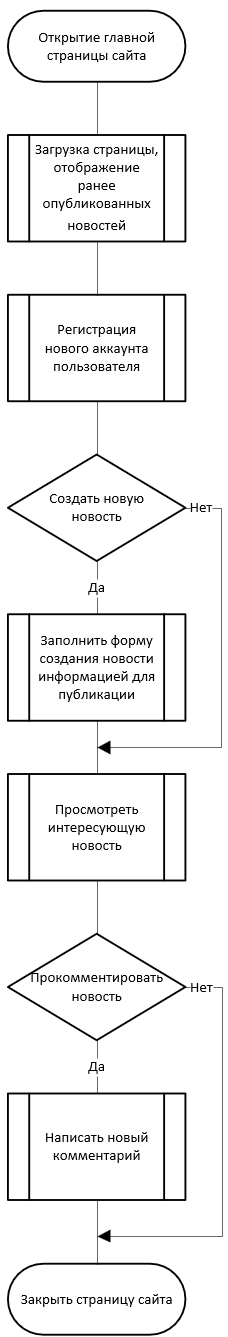 Открытие главной
страницы сайта
Загрузка страницы,
отображение
ранее
опубликованных
новостей
Регистрация
нового аккаунта
пользователя
Создать новую
новость
Нет
Да
Заполнить форму
создания новости
информацией для
публикации
Просмотреть
интересующую
новость
Прокомментировать
новость
Нет
Да
Написать новый
комментарий
Закрыть страницу сайта